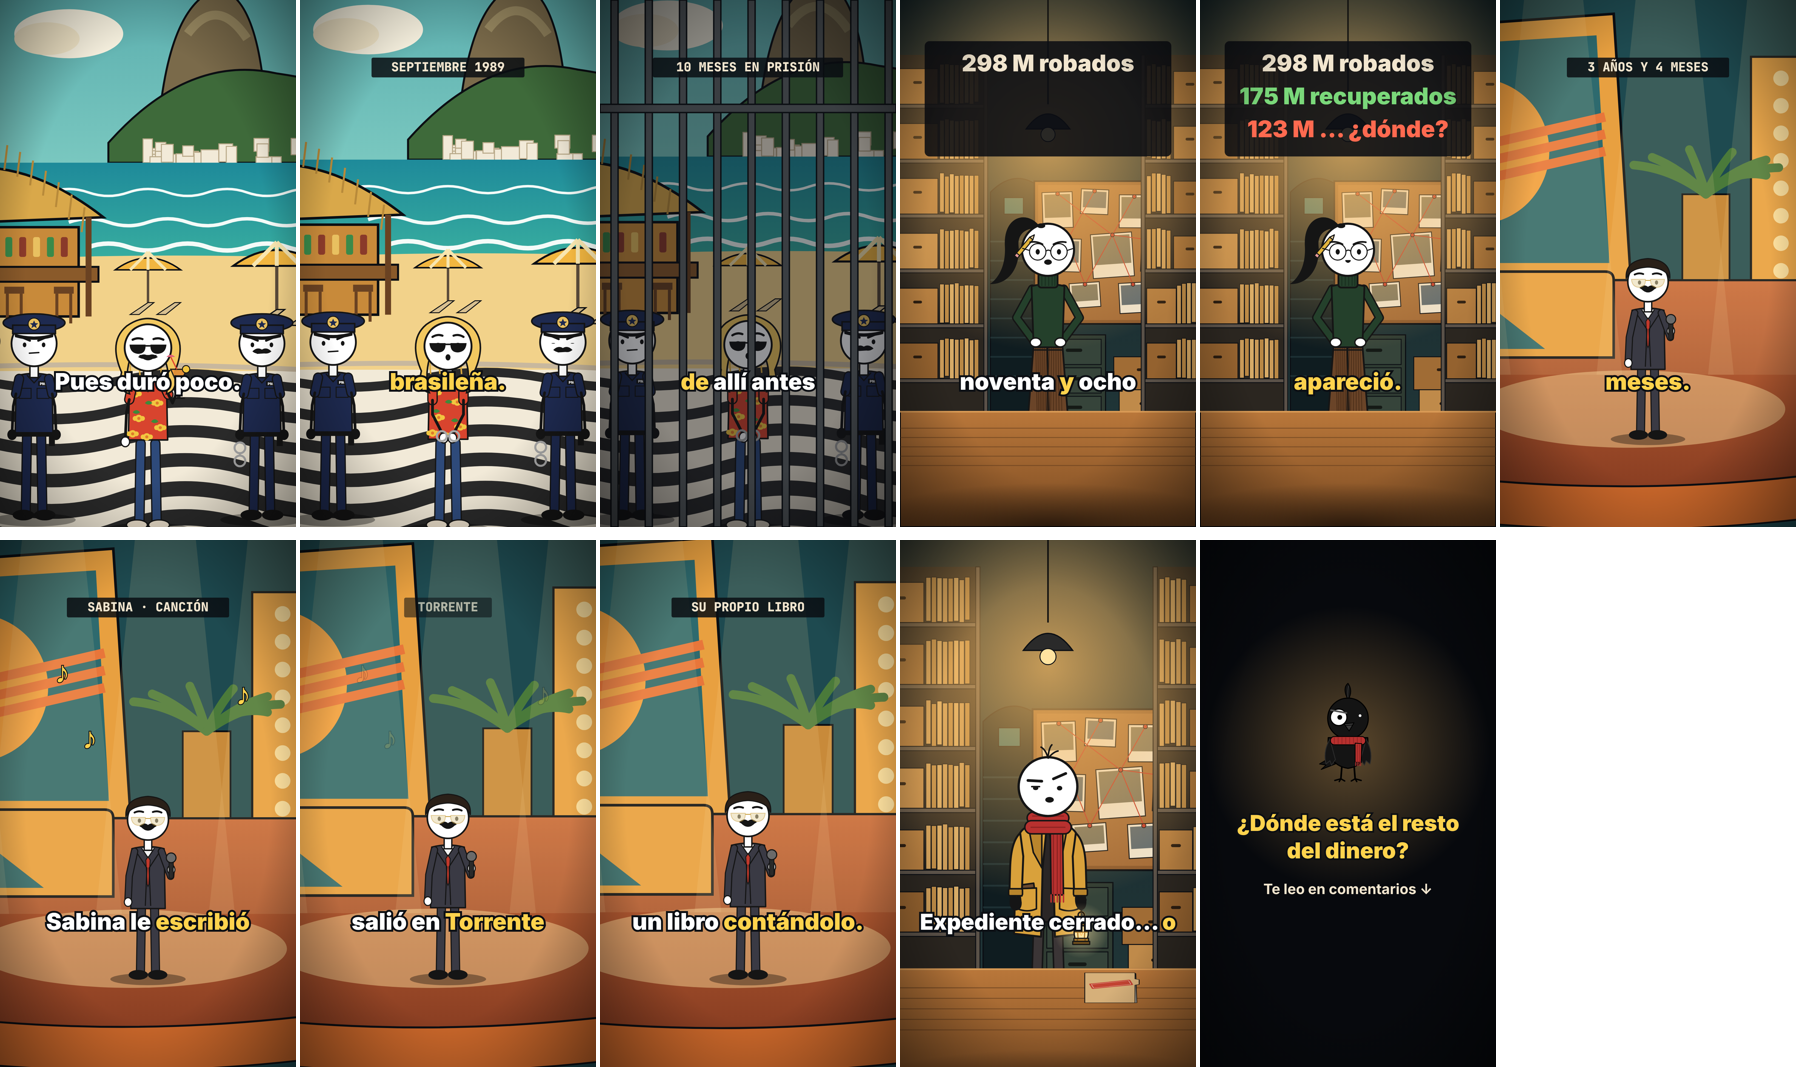 Pues duró poco.
SEPTIEMBRE 1989
brasileña.
10 MESES EN PRISIÓN
de allí antes
298 M robados
noventa y ocho
298 M robados
175 M recuperados
123 M ... ¿dónde?
apareció.
3 AÑOS Y 4 MESES
meses.
SABINA · CANCIÓN
Sabina le escribió
TORRENTE
salió en Torrente
SU PROPIO LIBRO
un libro contándolo.
Expediente cerrado... o
¿Dónde está el resto
del dinero?
Te leo en comentarios ↓